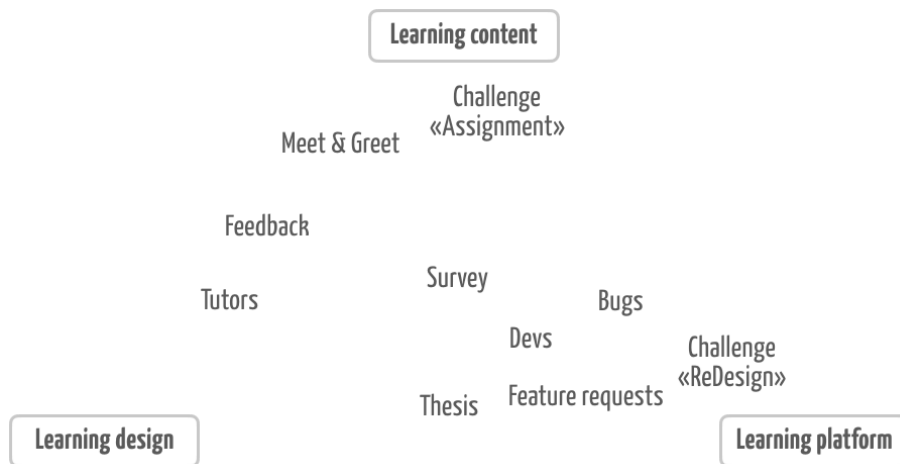 Learning content
Challenge
«Assignment»
Meet & Greet
Feedback
Survey
Tutors
Bugs
Devs
Challenge
«ReDesign»
Feature requests
Thesis
Learning design
Learning platform